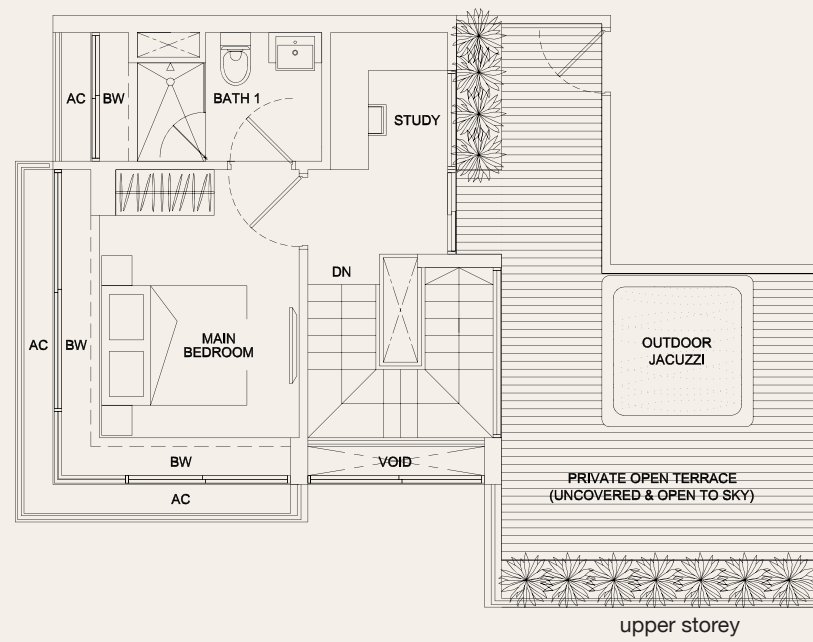 AC
BW
BATH 1
STUDY
DN
AC
BW
MAIN
BEDROOM
OUTDOOR
JACUZZI
BW
VOID
AC
PRIVATE OPEN TERRACE
(UNCOVERED & OPEN TO SKY)
upper storey